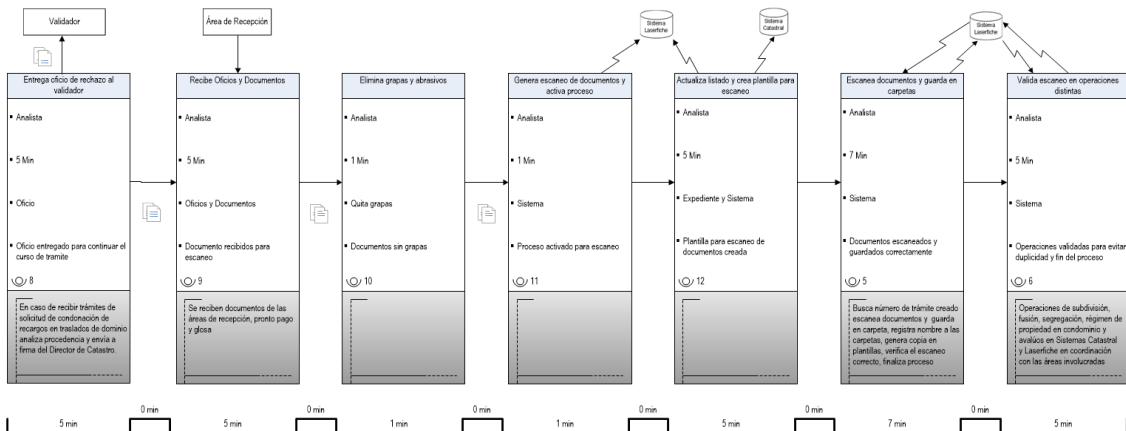 Validador
Área de Recepción
Sistema
Laserfiche
Sistema
Catastral
Sistema
Laserfiche
Entrega oficio de rechazo al
validador
Analista
5 Min
Oficio
Oficio entregado para continuar el
curso de tramite
8
En caso de recibir trámites de
solicitud de condonación de
recargos en traslados de dominio
analiza procedencia y envía a
firma del Director de Catastro.
Recibe Oficios y Documentos
Analista
5 Min
Oficios y Documentos
Documento recibidos para
escaneo
9
Se reciben documentos de las
áreas de recepción, pronto pago
y glosa
Elimina grapas y abrasivos
Analista
1 Min
Quita grapas
Documentos sin grapas
10
Genera escaneo de documentos y
activa proceso
Analista
1 Min
Sistema
Proceso activado para escaneo
11
Actualiza listado y crea plantilla para
escaneo
Analista
5 Min
Expediente y Sistema
Plantilla para escaneo de
documentos creada
12
Escanea documentos y guarda en
carpetas
Analista
7 Min
Sistema
Documentos escaneados y
guardados correctamente
5
Busca número de trámite creado
escanea documentos y guarda
en carpeta, registra nombre a las
carpetas, genera copia en
plantillas, verifica el escaneo
correcto, finaliza proceso
Valida escaneo en operaciones
distintas
Analista
5 Min
Sistema
Operaciones validadas para evitar
duplicidad y fin del proceso
6
Operaciones de subdivisión,
fusión, segregación, régimen de
propiedad en condominio y
avalúos en Sistemas Catastral
y Laserfiche en coordinación
con las áreas involucradas
0 min
0 min
0 min
0 min
0 min
0 min
5 min
5 min
1 min
1 min
5 min
7 min
5 min